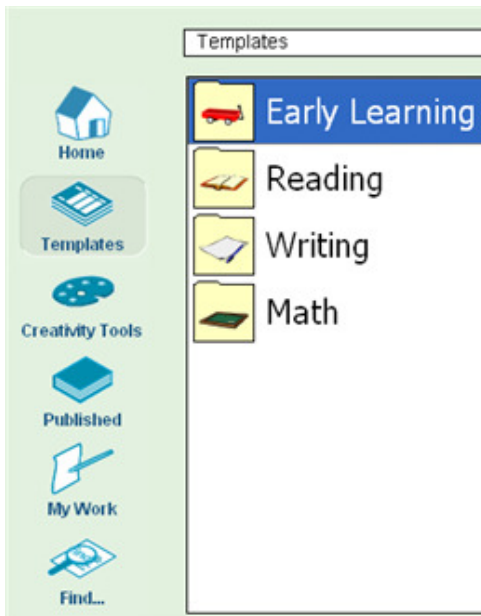 Templates
Home
Templates
Creativity Tools
Published
My Work
Find...
Early Learning
Reading
Writing
Math